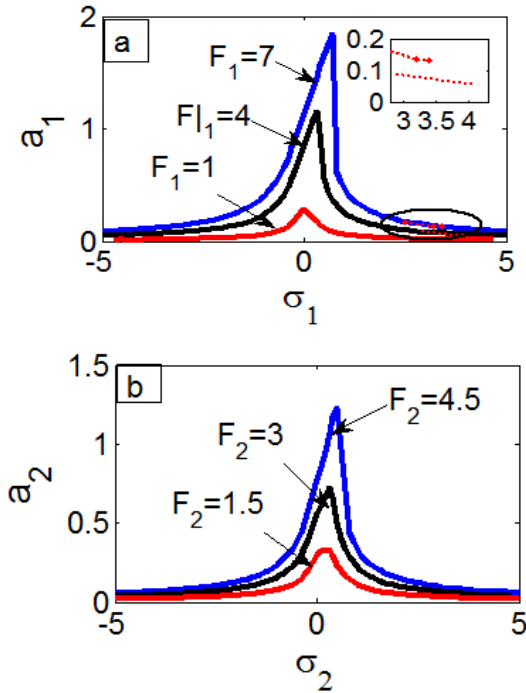 2
a
F₁=7
0.2
0.1
0
3 3.5 4
a₁
F|₁=4
1
F₁=1
0
-5 0 5
σ₁
1.5
b
F₂=4.5
1
F₂=3
a₂
0.5
F₂=1.5
0
-5 0 5
σ₂